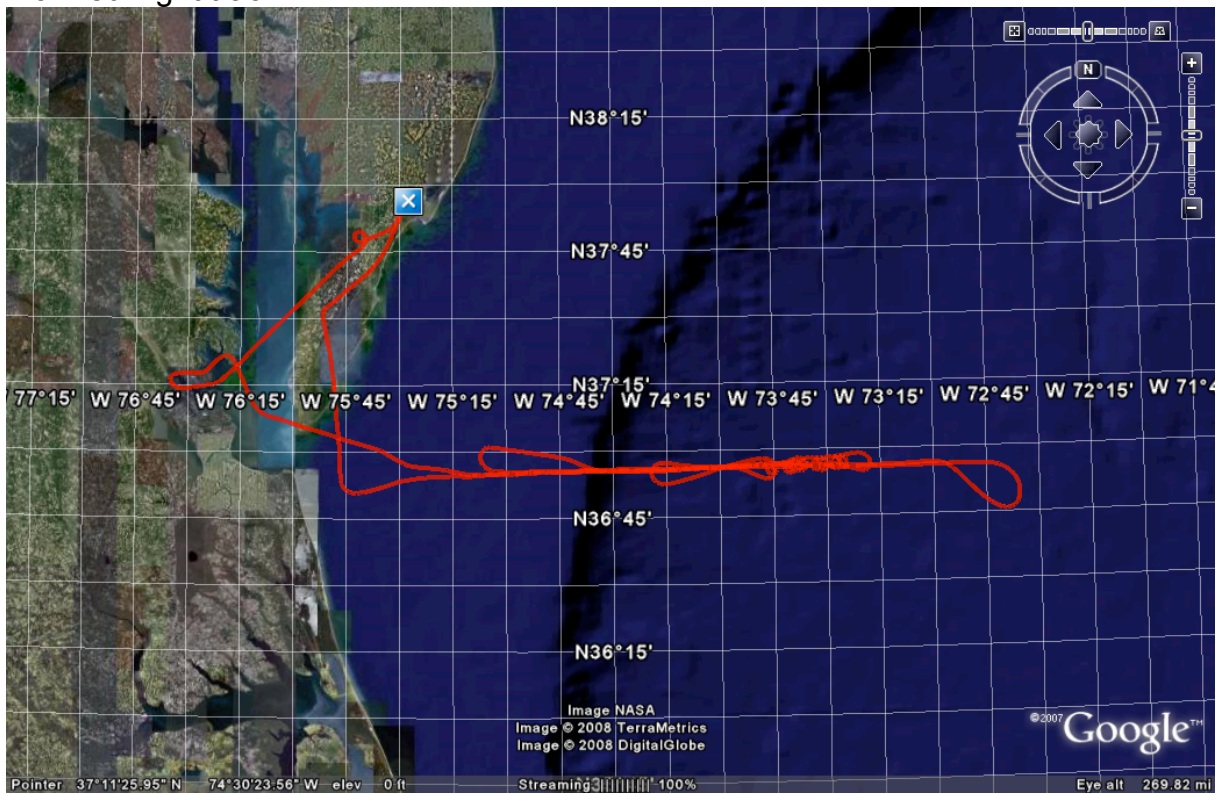 N
N38°15'
N37°45'
N37°15'
77°15' W 76°45' W 76°15' W 75°45' W 75°15' W 74°45' W 74°15' W 73°45' W 73°15' W 72°45' W 72°15' W 71°4
N36°45'
N36°15'
Image NASA
Image © 2008 TerraMetrics
Image © 2008 DigitalGlobe
©2007 Google™
Pointer 37°11'25.95" N 74°30'23.56" W elev 0 ft Streaming 100% Eye alt 269.82 mi